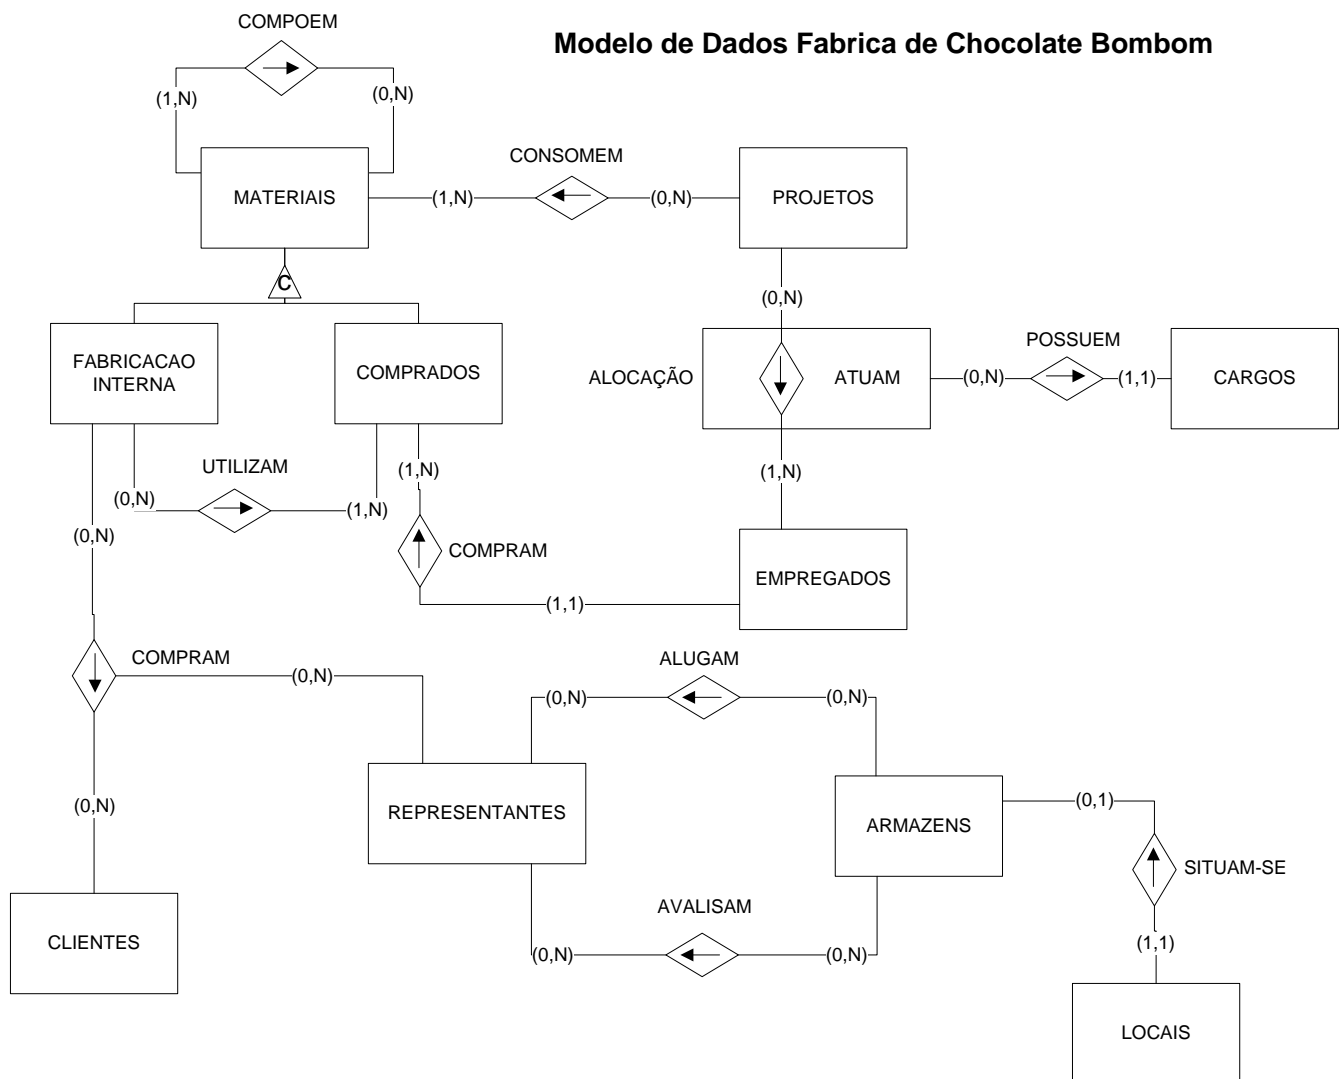 COMPOEM
Modelo de Dados Fabrica de Chocolate Bombom
(1,N)
(0,N)
MATERIAIS
(1,N)
CONSOMEM
(0,N)
PROJETOS
C
(0,N)
FABRICACAO
INTERNA
COMPRADOS
ALOCAÇÃO
ATUAM
(0,N)
POSSUEM
(1,1)
CARGOS
UTILIZAM
(0,N)
(1,N)
(1,N)
(1,N)
(0,N)
COMPRAM
EMPREGADOS
(1,1)
COMPRAM
(0,N)
ALUGAM
(0,N)
(0,N)
REPRESENTANTES
ARMAZENS
(0,1)
(0,N)
SITUAM-SE
AVALISAM
(0,N)
(0,N)
(1,1)
CLIENTES
LOCAIS